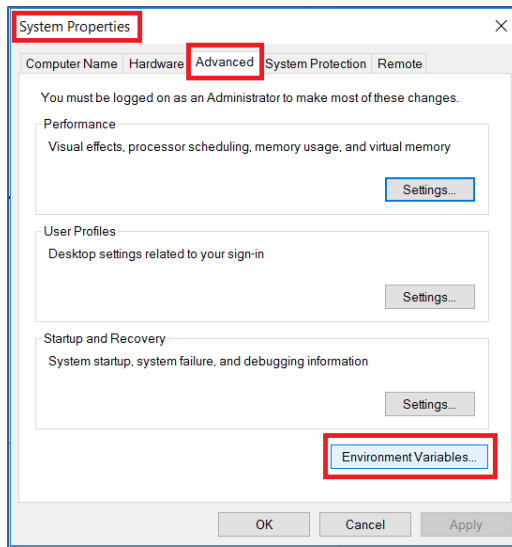 System Properties
Computer Name Hardware Advanced System Protection Remote
You must be logged on as an Administrator to make most of these changes.
Performance
Visual effects, processor scheduling, memory usage, and virtual memory
Settings...
User Profiles
Desktop settings related to your sign-in
Settings...
Startup and Recovery
System startup, system failure, and debugging information
Settings...
Environment Variables...
OK Cancel Apply